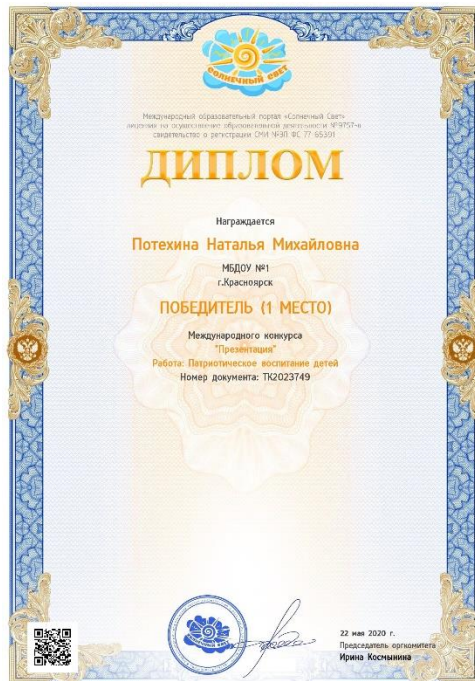 СОЛНЕЧНЫЙ СВЕТ
Международный образовательный портал «Солнечный Свет»
лицензия на осуществление образовательной деятельности №9757-л
свидетельство о регистрации СМИ №ЭЛ ФС 77-65391
ДИПЛОМ
Награждается
Потехина Наталья Михайловна
МБДОУ №1
г.Красноярск
ПОБЕДИТЕЛЬ (1 МЕСТО)
Международного конкурса
"Презентация"
Работа: Патриотическое воспитание детей
Номер документа: ТК2023749
22 мая 2020 г.
Председатель оргкомитета
Ирина Космынина